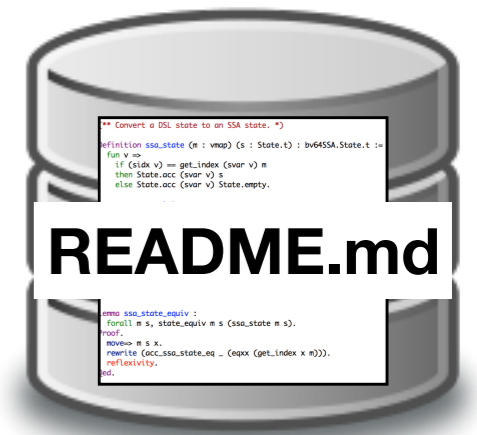 (** Convert a DSL state to an SSA state. *)
Definition ssa_state (m : vmap) (s : State.t) : bv64SSA.State.t :=
fun v =>
if (sidx v) == get_index (svar v) m
then State.acc (svar v) s
else State.acc (svar v) State.empty.
README.md
Lemma ssa_state_equiv :
forall m s, state_equiv m s (ssa_state m s).
Proof.
move=> m s x.
rewrite (acc_ssa_state_eq _ (eqxx (get_index x m))).
reflexivity.
Qed.